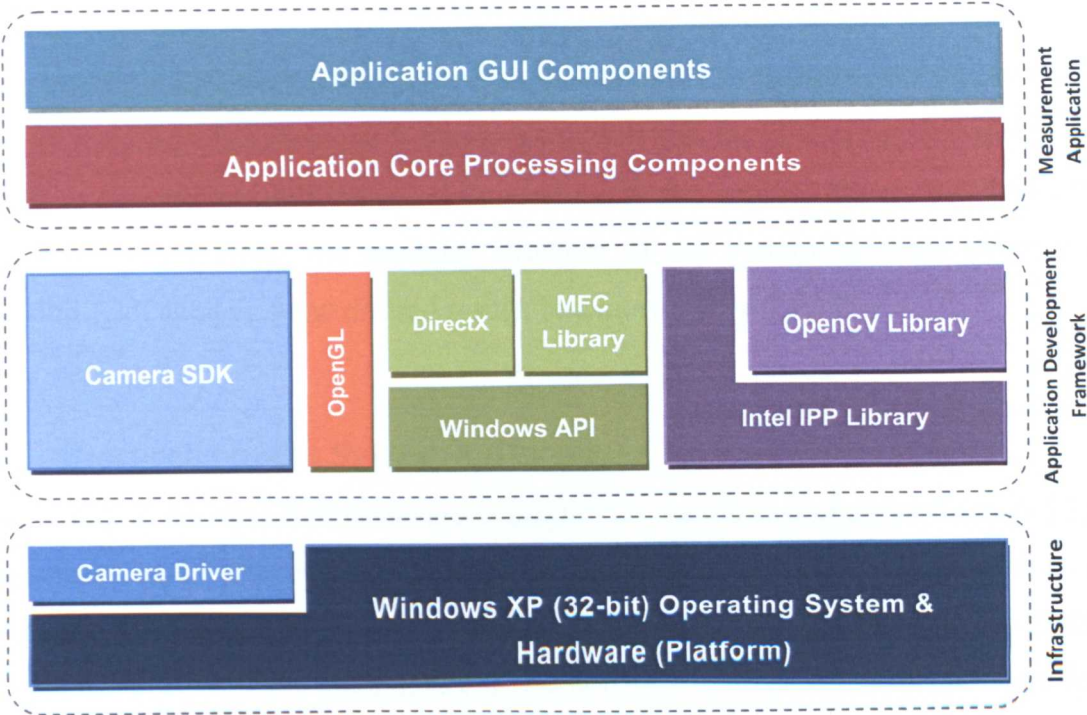 Application GUI Components
Application Core Processing Components
Measurement
Application
Camera SDK
OpenGL
DirectX
MFC
Library
Windows API
OpenCV Library
Intel IPP Library
Application Development
Framework
Camera Driver
Windows XP (32-bit) Operating System &
Hardware (Platform)
Infrastructure